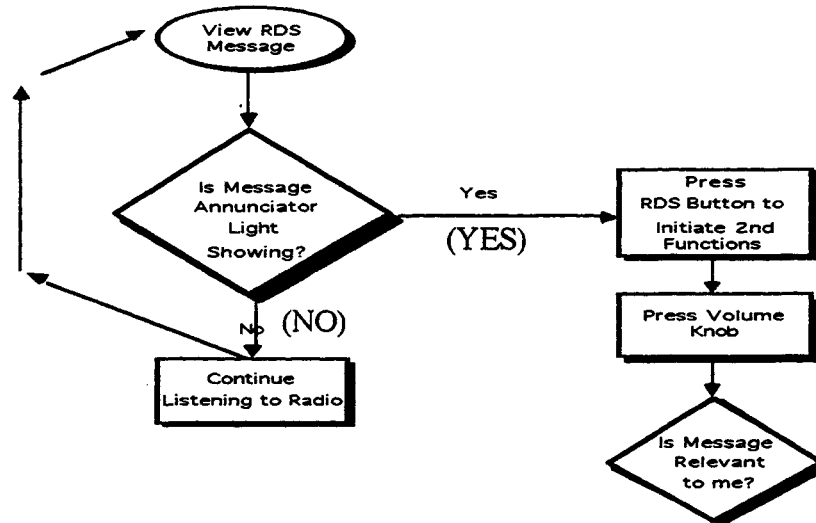 View RDS
Message
Is Message
Annunciator
Light
Showing?
Yes
(YES)
No
(NO)
Continue
Listening to Radio
Press
RDS Button to
Initiate 2nd
Functions
Press Volume
Knob
Is Message
Relevant
to me?